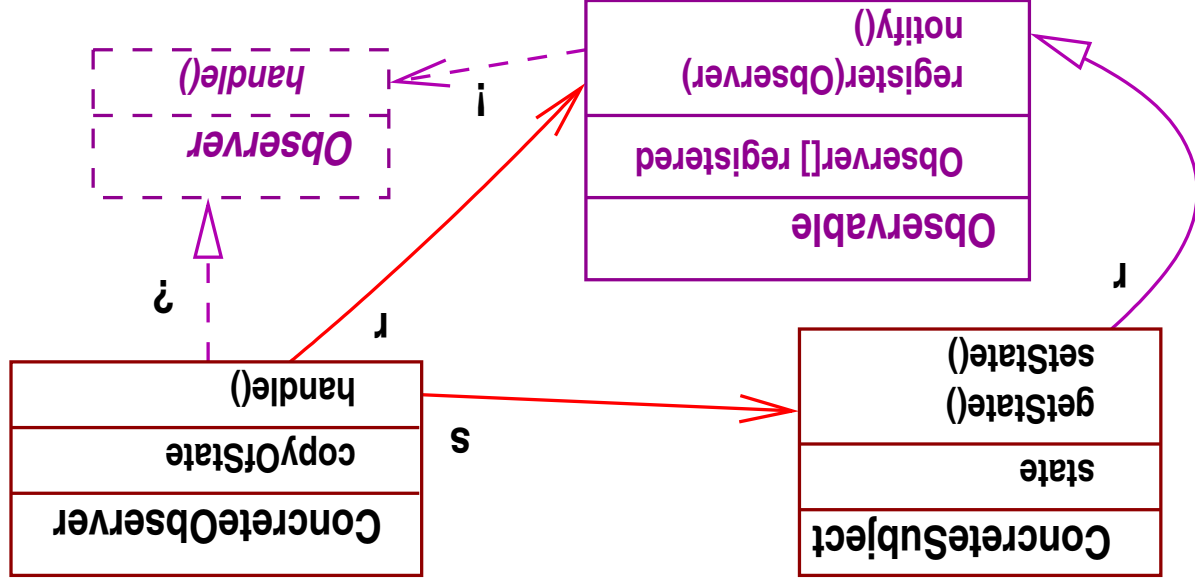 ConcreteSubject
state
getState()
setState()
ConcreteObserver
copyOfState
handle()
s
r
r
?
Observable
Observer[] registered
register(Observer)
notify()
!
Observer
handle()